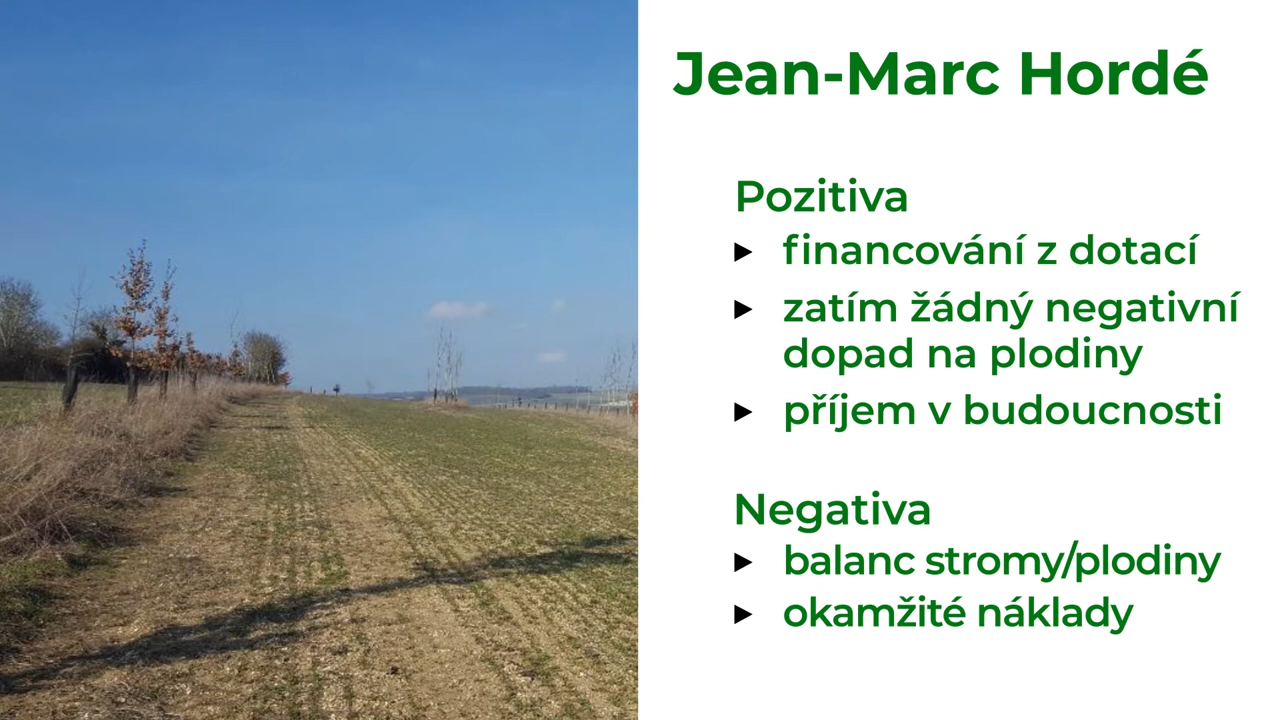 Jean-Marc Hordé
Pozitiva
► financování z dotací
► zatím žádný negativní
dopad na plodiny
► příjem v budoucnosti
Negativa
► balanc stromy/plodiny
► okamžité náklady